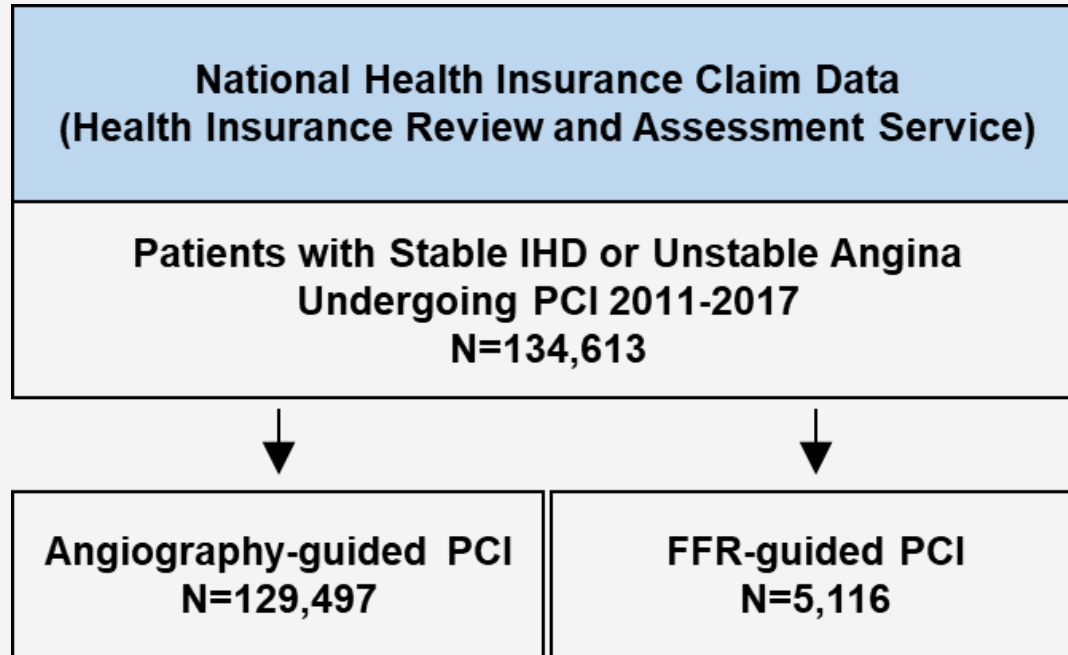 National Health Insurance Claim Data
(Health Insurance Review and Assessment Service)
Patients with Stable IHD or Unstable Angina
Undergoing PCI 2011-2017
N=134,613
Angiography-guided PCI
N=129,497
FFR-guided PCI
N=5,116